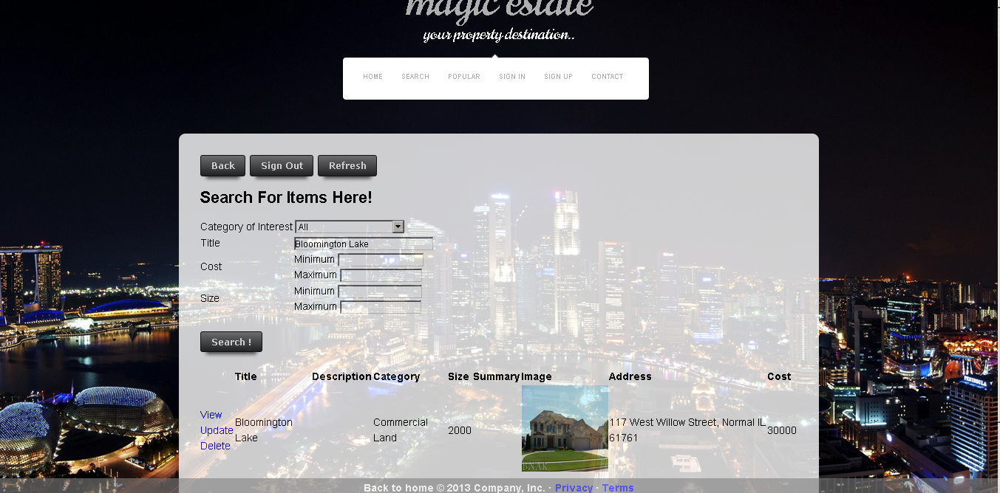 magic estate
your property destination..
HOME SEARCH POPULAR SIGN IN SIGN UP CONTACT
Back Sign Out Refresh
Search For Items Here!
Category of Interest All
Title Bloomington Lake
Cost Minimum
Maximum
Size Minimum
Maximum
Search !
Title Description Category Size Summary Image Address Cost
View
Update
Delete
Bloomington
Lake
Commercial
Land
2000
BNAK
117 West Willow Street, Normal IL
61761
30000
Back to home © 2013 Company, Inc. · Privacy · Terms